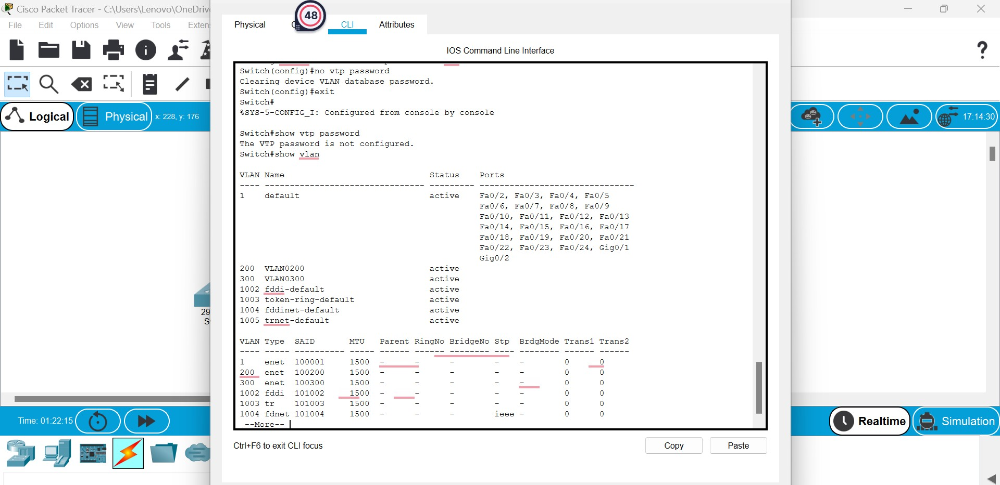 Cisco Packet Tracer - C:\Users\Lenovo\OneDriv
File Edit Options View Tools Exten
Physical
48
CLI
Attributes
IOS Command Line Interface
Logical
Physical
x: 228, y: 176
17:14:30
Switch(config)#no vtp password
Clearing device VLAN database password.
Switch(config)#exit
Switch#
%SYS-5-CONFIG_I: Configured from console by console
Switch#show vtp password
The VTP password is not configured.
Switch#show vlan
VLAN Name Status Ports
---- -------------------------------- --------- -------------------------------
1 default active Fa0/2, Fa0/3, Fa0/4, Fa0/5
Fa0/6, Fa0/7, Fa0/8, Fa0/9
Fa0/10, Fa0/11, Fa0/12, Fa0/13
Fa0/14, Fa0/15, Fa0/16, Fa0/17
Fa0/18, Fa0/19, Fa0/20, Fa0/21
Fa0/22, Fa0/23, Fa0/24, Gig0/1
Gig0/2
200 VLAN0200 active
300 VLAN0300 active
1002 fddi-default active
1003 token-ring-default active
1004 fddinet-default active
1005 trnet-default active
VLAN Type SAID MTU Parent RingNo BridgeNo Stp BrdgMode Trans1 Trans2
---- ----- ---------- ----- ------ ------ -------- ---- -------- ------ ------
1 enet 100001 1500 - - - - - 0 0
200 enet 100200 1500 - - - - - 0 0
300 enet 100300 1500 - - - - - 0 0
1002 fddi 101002 1500 - - - - - 0 0
1003 tr 101003 1500 - - - - - 0 0
1004 fdnet 101004 1500 - - - ieee - 0 0
--More--
29
S
Ctrl+F6 to exit CLI focus
Copy
Paste
Time: 01:22:15
Realtime
Simulation